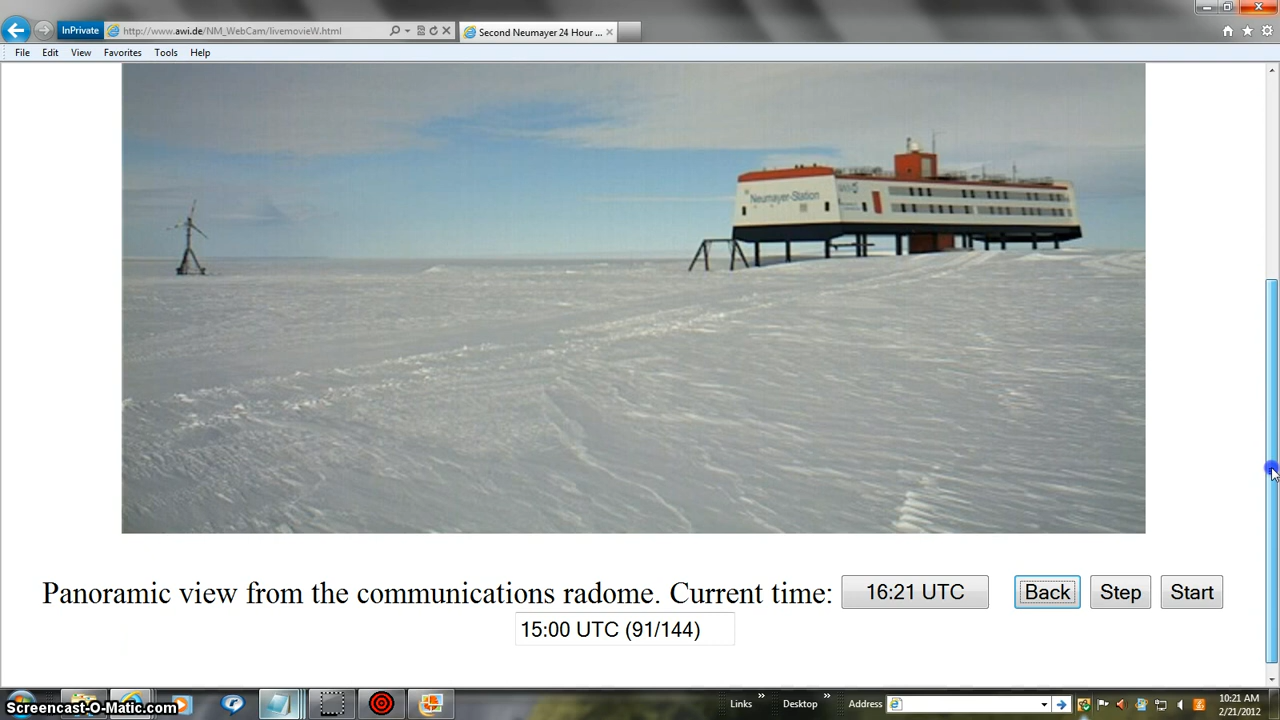 InPrivate
http://www.awi.de/NM_WebCam/livemovieW.html
Second Neumayer 24 Hour ...
File Edit View Favorites Tools Help
Neumayer-Station
Panoramic view from the communications radome. Current time: 16:21 UTC Back Step Start
15:00 UTC (91/144)
Links » Desktop » Address
10:21 AM
2/21/2012
Screencast-O-Matic.com